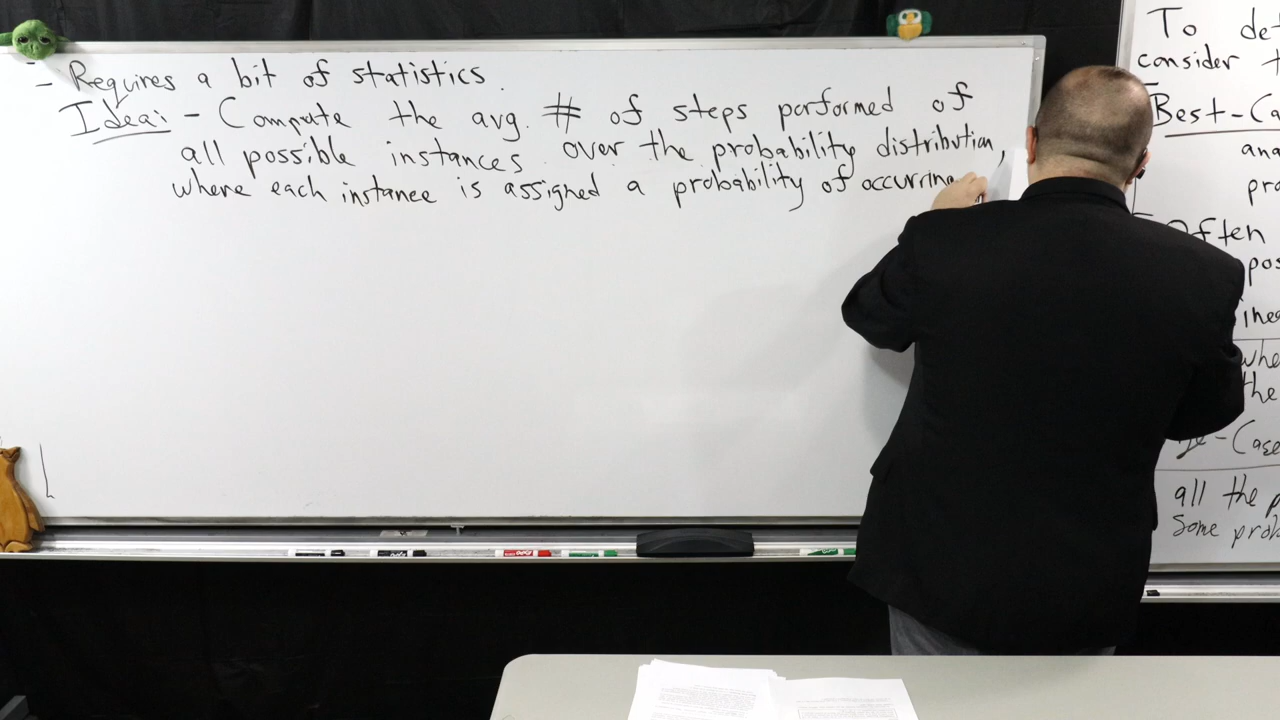 - Requires a bit of statistics.
Idea: - Compute the avg. # of steps performed of
all possible instances over the probability distribution,
where each instance is assigned a probability of occurring
To det
consider t
Best-Ca
ana
pro
- Often
pos
whe
the
-Case
all the p
Some prob